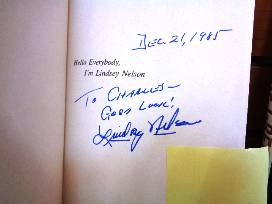 DEC. 21, 1985
Hello Everybody,
I'm Lindsey Nelson
TO CHARLES—
GOOD LUCK!
Lindsey Nelson